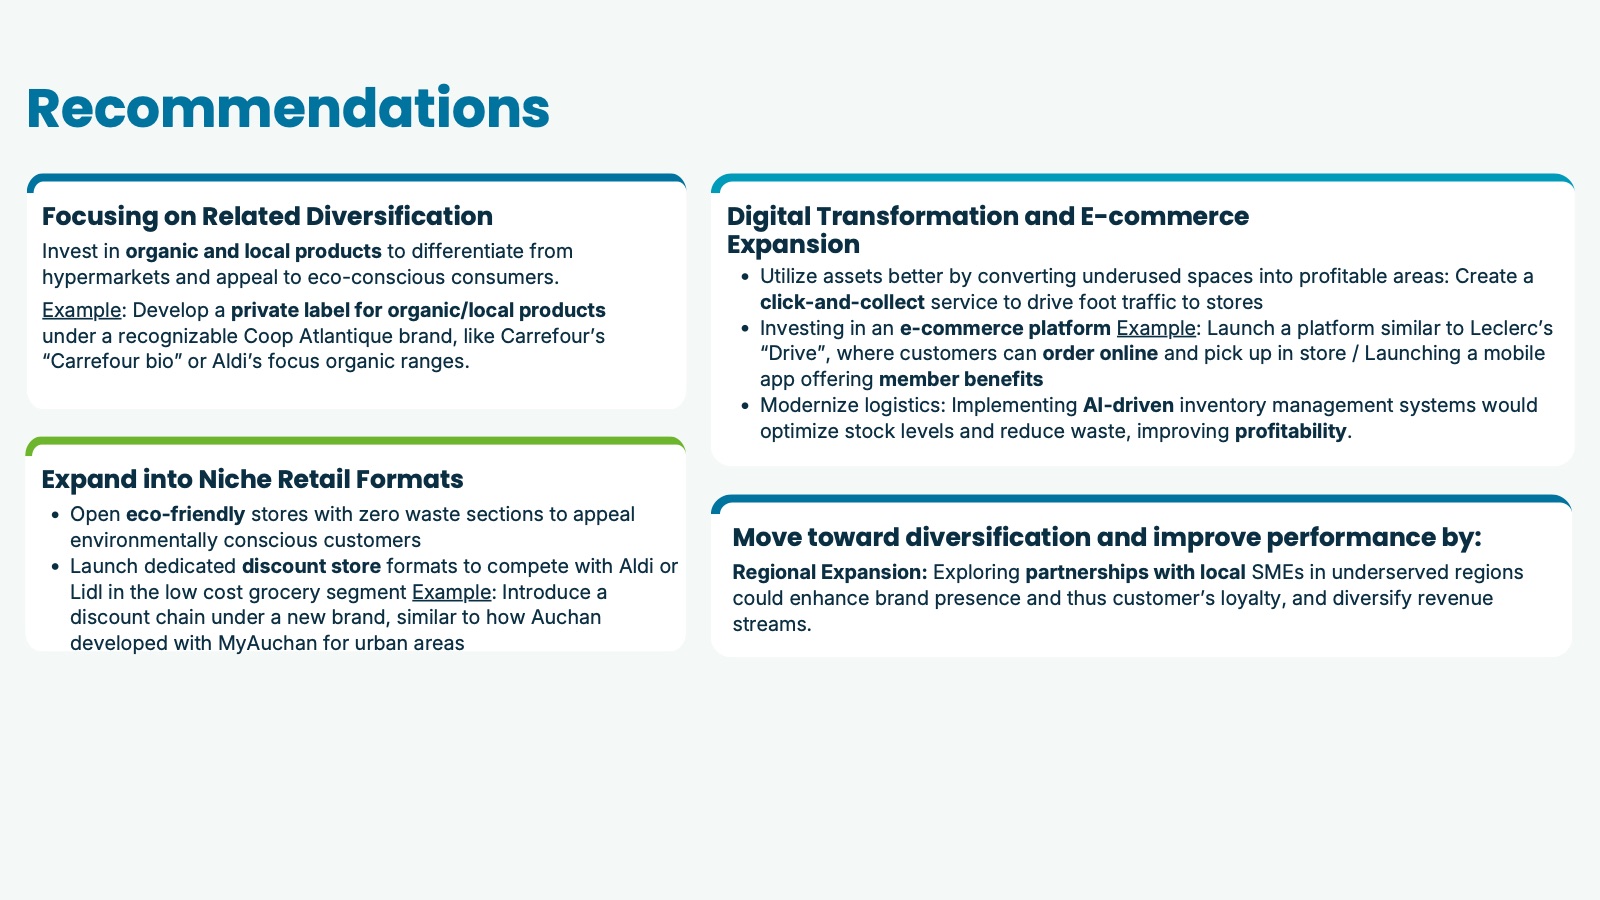 Recommendations
Focusing on Related Diversification
Invest in organic and local products to differentiate from
hypermarkets and appeal to eco-conscious consumers.
Example: Develop a private label for organic/local products
under a recognizable Coop Atlantique brand, like Carrefour’s
“Carrefour bio” or Aldi’s focus organic ranges.
Expand into Niche Retail Formats
• Open eco-friendly stores with zero waste sections to appeal
environmentally conscious customers
• Launch dedicated discount store formats to compete with Aldi or
Lidl in the low cost grocery segment Example: Introduce a
discount chain under a new brand, similar to how Auchan
developed with MyAuchan for urban areas
Digital Transformation and E-commerce
Expansion
• Utilize assets better by converting underused spaces into profitable areas: Create a
click-and-collect service to drive foot traffic to stores
• Investing in an e-commerce platform Example: Launch a platform similar to Leclerc’s
“Drive”, where customers can order online and pick up in store / Launching a mobile
app offering member benefits
• Modernize logistics: Implementing AI-driven inventory management systems would
optimize stock levels and reduce waste, improving profitability.
Move toward diversification and improve performance by:
Regional Expansion: Exploring partnerships with local SMEs in underserved regions
could enhance brand presence and thus customer’s loyalty, and diversify revenue
streams.